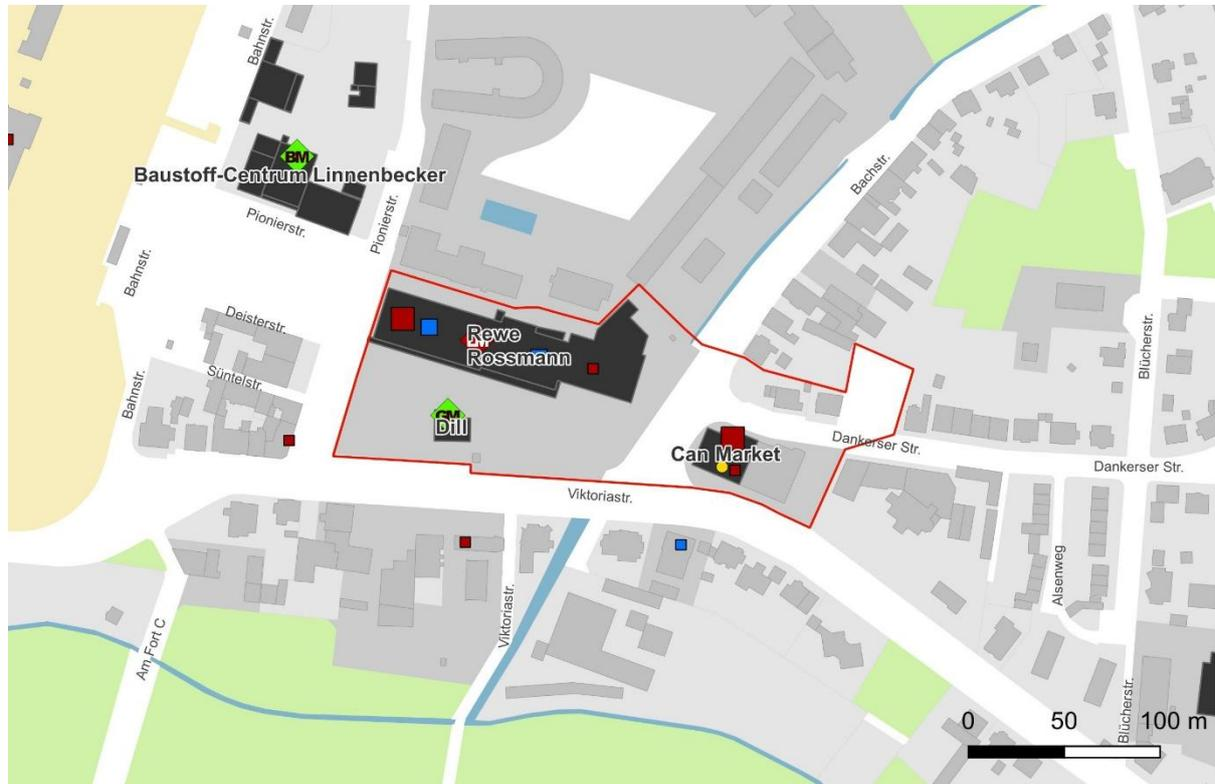 Bahnstr.
BM
Baustoff-Centrum Linnenbecker
Pionierstr.
Pionierstr.
Bachstr.
Bahnstr.
Deisterstr.
Rewe
Rossmann
Blücherstr.
Süntelstr.
Bahnstr.
GM
Dill
Can Market
Dankerser Str.
Dankerser Str.
Viktoriastr.
Alsenweg
Viktoriastr.
Am Fort C
Blücherstr.
0 50 100 m